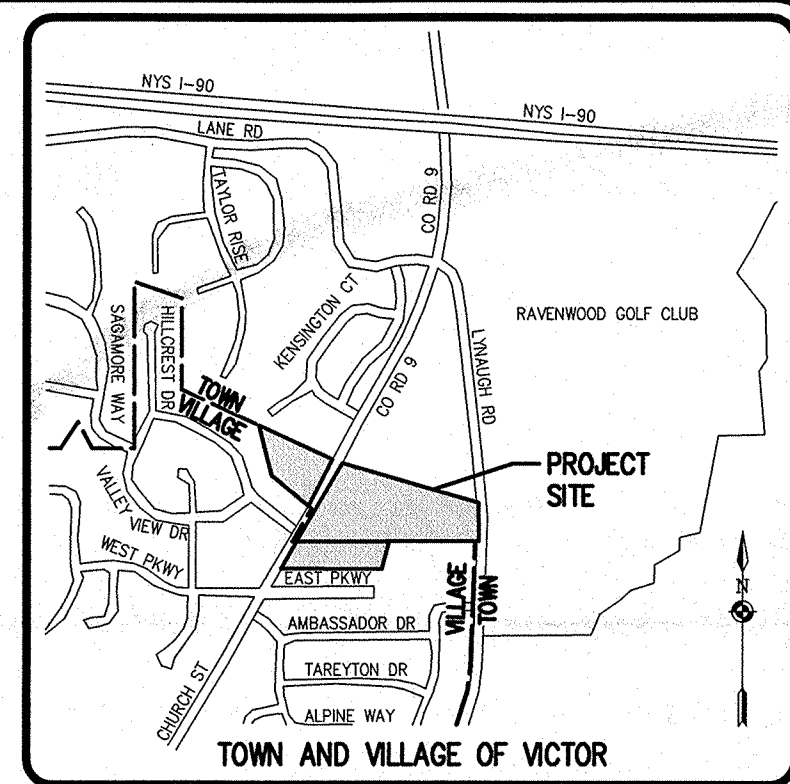 NYS I-90
NYS I-90
LANE RD
TAYLOR RISE
CO RD 9
KENSINGTON CT
RAVENWOOD GOLF CLUB
SAGAMORE WAY
HILLCREST DR
LYNAUGH RD
TOWN
VILLAGE
CO RD 9
PROJECT
SITE
VALLEY
VIEW DR
WEST PKWY
EAST PKWY
VILLAGE
TOWN
N
AMBASSADOR DR
TAREYTON DR
CHURCH ST
ALPINE WAY
TOWN AND VILLAGE OF VICTOR